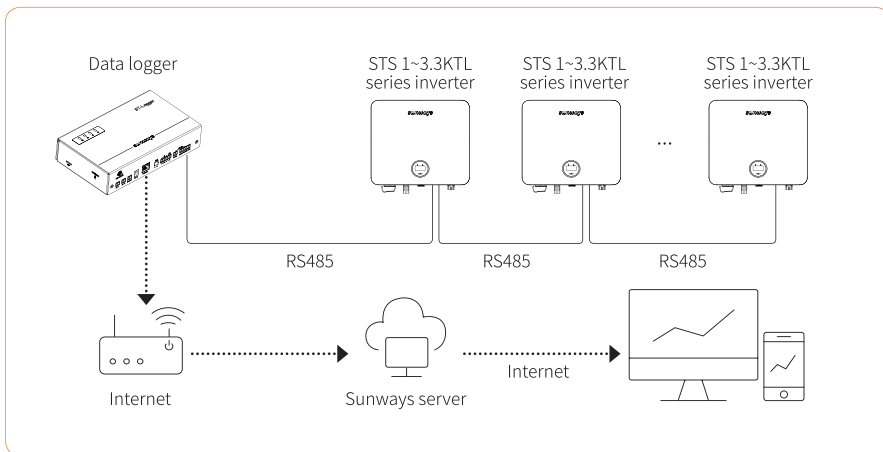 Data logger
STS 1~3.3KTL
series inverter
STS 1~3.3KTL
series inverter
STS 1~3.3KTL
series inverter
...
RS485
RS485
RS485
Internet
Sunways server
Internet